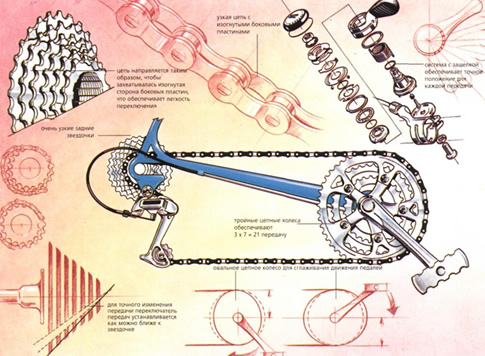 узкая цепь с
изогнутыми боковыми
пластинами
цепь направляется таким
образом, чтобы
захватывалась изогнутая
сторона боковых пластин,
что обеспечивает легкость
переключения
система с защелкой
обеспечивает точное
положение для
каждой передачи
очень узкие задние
звездочки
тройные цепные колеса
обеспечивают
3 x 7 = 21 передачу
овальное цепное колесо для сглаживания движения педалей
для точного изменения
передачи переключатель
передач устанавливается
как можно ближе к
звездочке